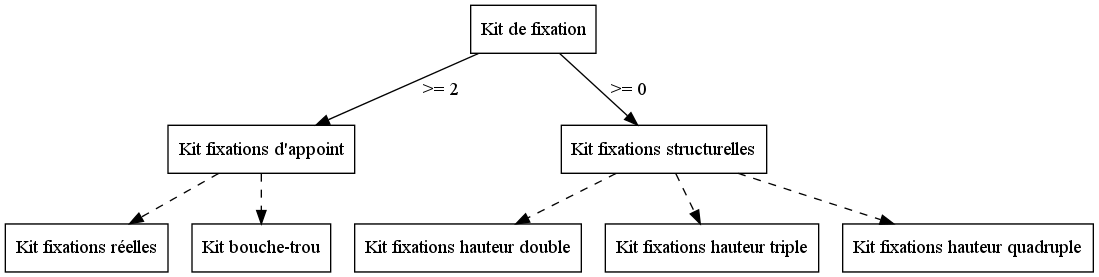 Kit de fixation
>= 2
>= 0
Kit fixations d'appoint
Kit fixations structurelles
Kit fixations réelles
Kit bouche-trou
Kit fixations hauteur double
Kit fixations hauteur triple
Kit fixations hauteur quadruple